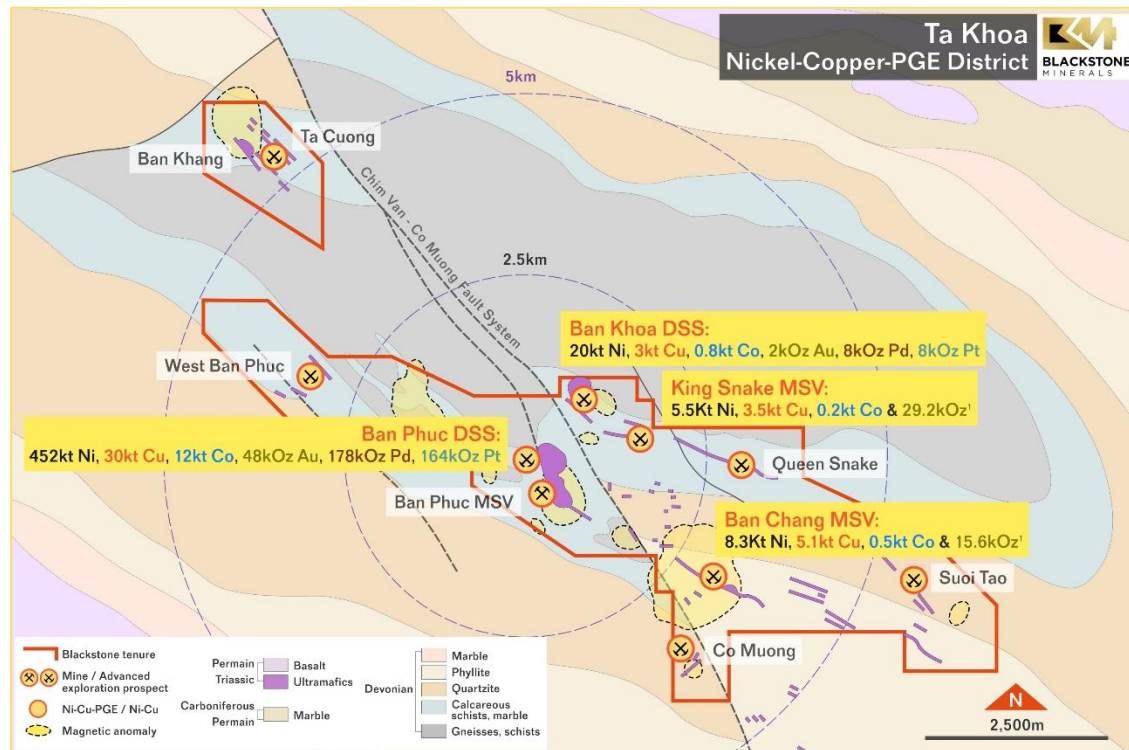 Ta Khoa
Nickel-Copper-PGE District
BLACKSTONE
MINERALS
5km
Ta Cuong
Ban Khang
Chim Van - Co Muong Fault System
2.5km
Ban Khoa DSS:
20kt Ni, 3kt Cu, 0.8kt Co, 2kOz Au, 8kOz Pd, 8kOz Pt
West Ban Phuc
King Snake MSV:
5.5Kt Ni, 3.5kt Cu, 0.2kt Co & 29.2kOz¹
Ban Phuc DSS:
452kt Ni, 30kt Cu, 12kt Co, 48kOz Au, 178kOz Pd, 164kOz Pt
Queen Snake
Ban Phuc MSV
Ban Chang MSV:
8.3Kt Ni, 5.1kt Cu, 0.5kt Co & 15.6kOz¹
Suoi Tao
Co Muong
Blackstone tenure
Mine / Advanced
exploration prospect
Ni-Cu-PGE / Ni-Cu
Magnetic anomaly
Permain
Triassic
Basalt
Ultramafics
Carboniferous
Permain
Marble
Devonian
Marble
Phyllite
Quartzite
Calcareous
schists, marble
Gneisses, schists
N
2,500m